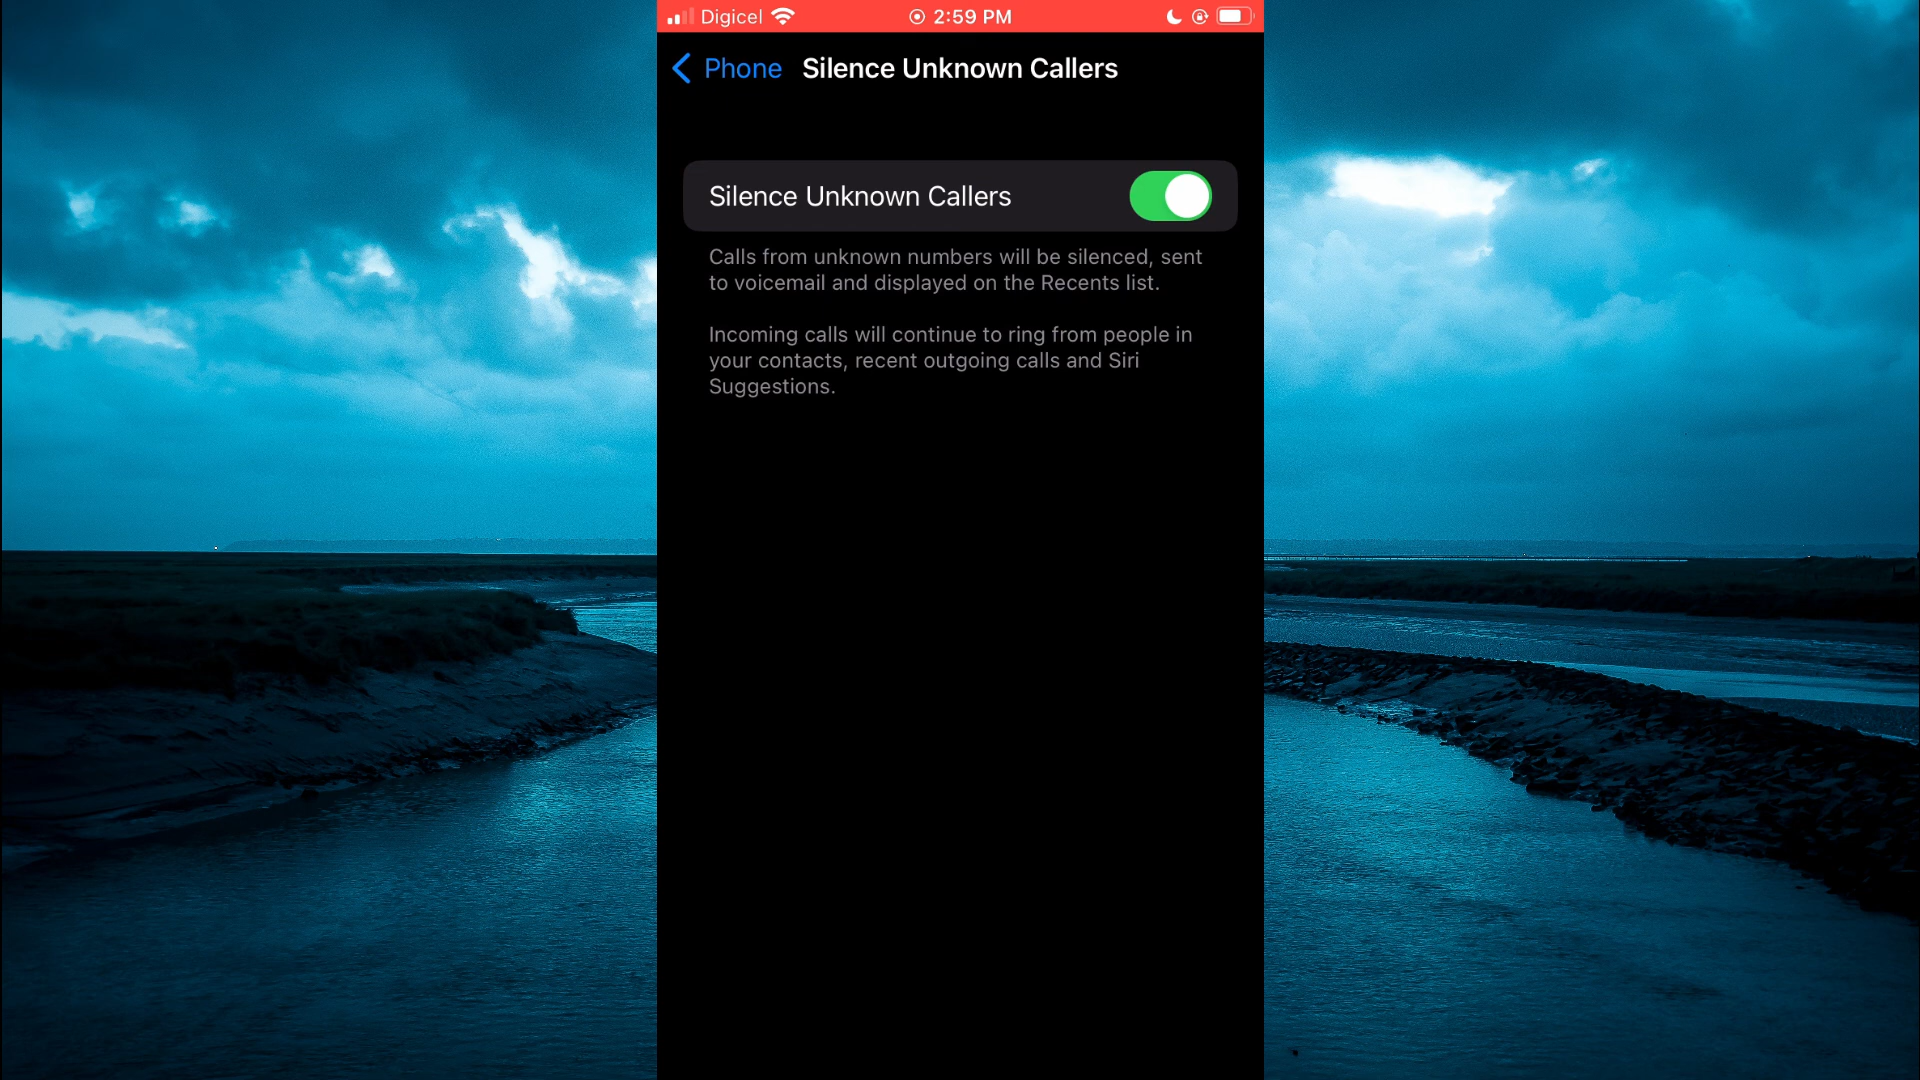 Digicel 2:59 PM
Phone Silence Unknown Callers
Silence Unknown Callers
Calls from unknown numbers will be silenced, sent
to voicemail and displayed on the Recents list.
Incoming calls will continue to ring from people in
your contacts, recent outgoing calls and Siri
Suggestions.